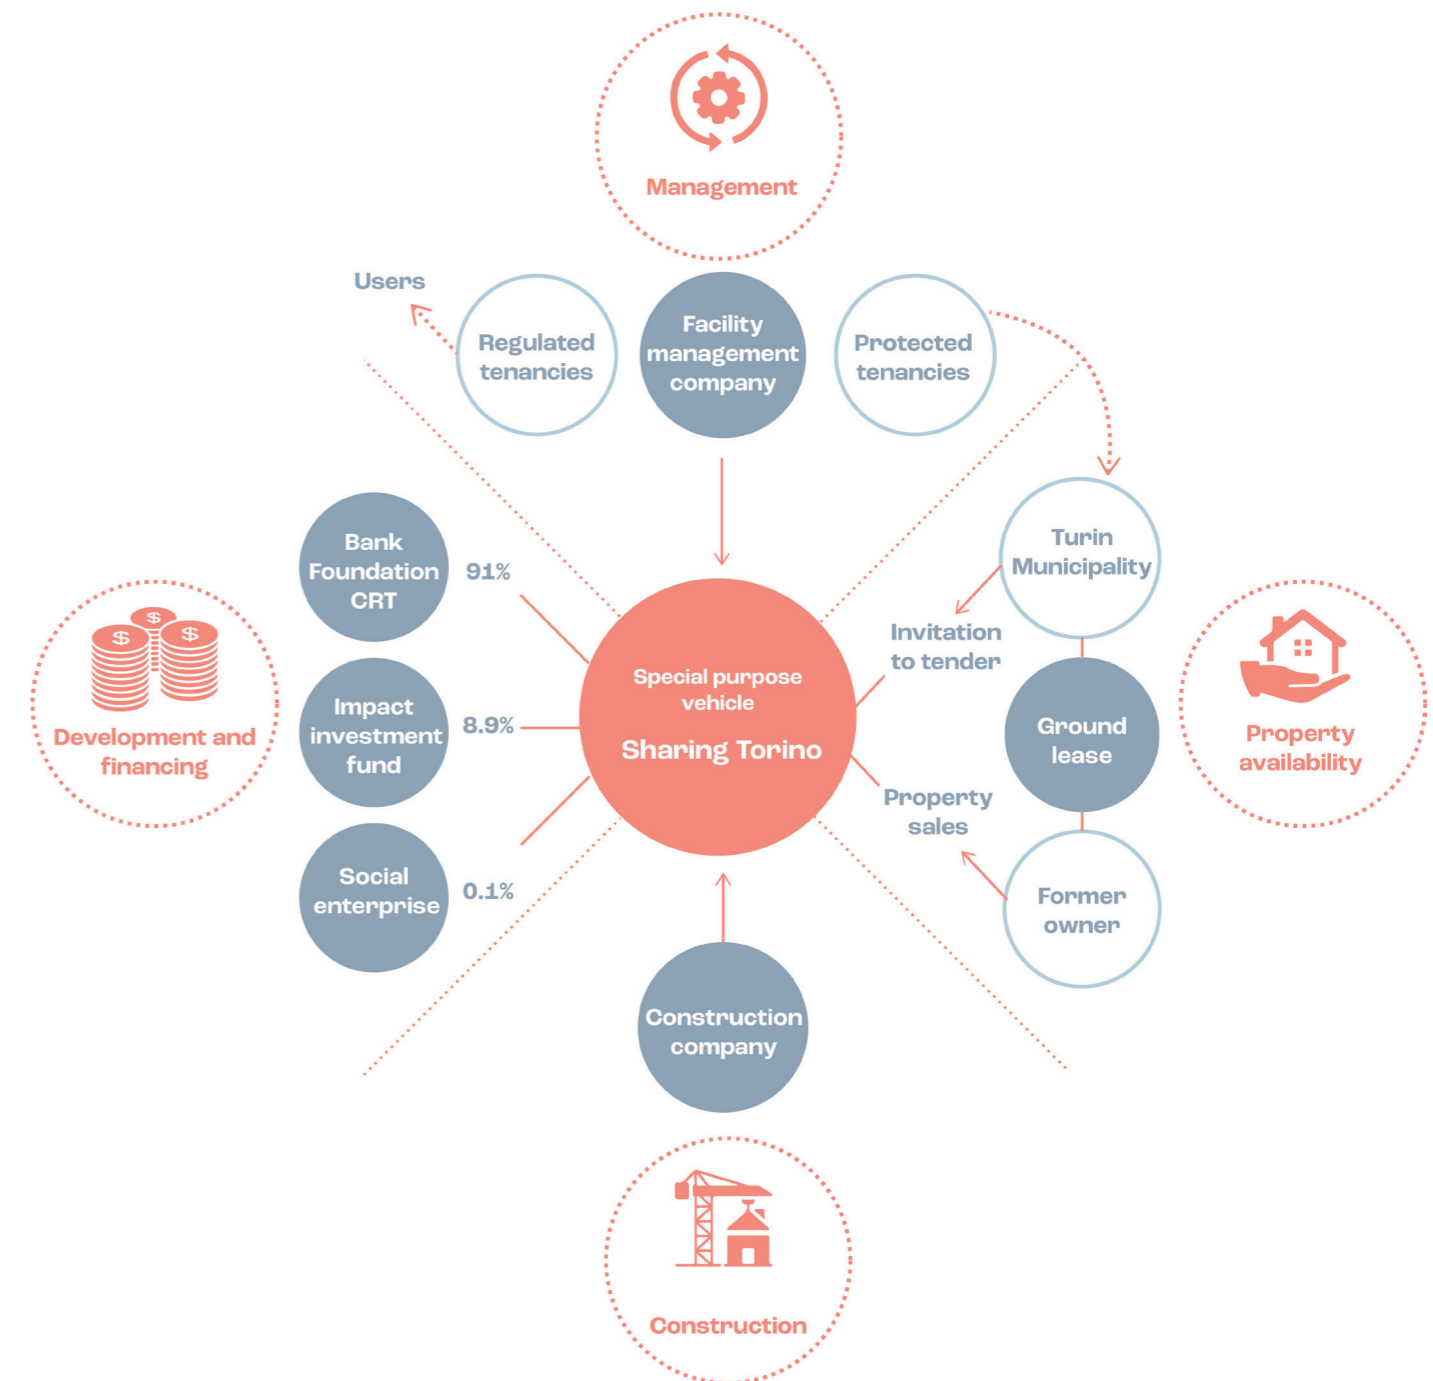 Management
Users
Regulated
tenancies
Facility
management
company
Protected
tenancies
Bank
Foundation
CRT
91%
Impact
investment
fund
8.9%
Social
enterprise
0.1%
$
$
$
Development and
financing
Special purpose
vehicle
Sharing Torino
Turin
Municipality
Invitation
to tender
Ground
lease
Property
sales
Former
owner
Property
availability
Construction
company
Construction